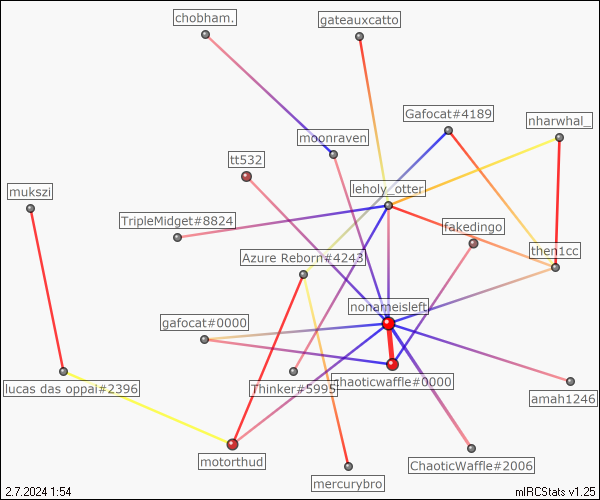 chobham.
gateauxcatto
Gafocat#4189
nharwhal_
moonraven
tt532
leholy_otter
mukszi
TripleMidget#8824
fakedingo
Azure Reborn#4243
then1cc
nonameisleft
gafocat#0000
lucas das oppai#2396
Thinker#5995
chaoticwaffle#0000
amah1246
motorthud
ChaoticWaffle#2006
mercurybro
2.7.2024 1:54
mIRCStats v1.25